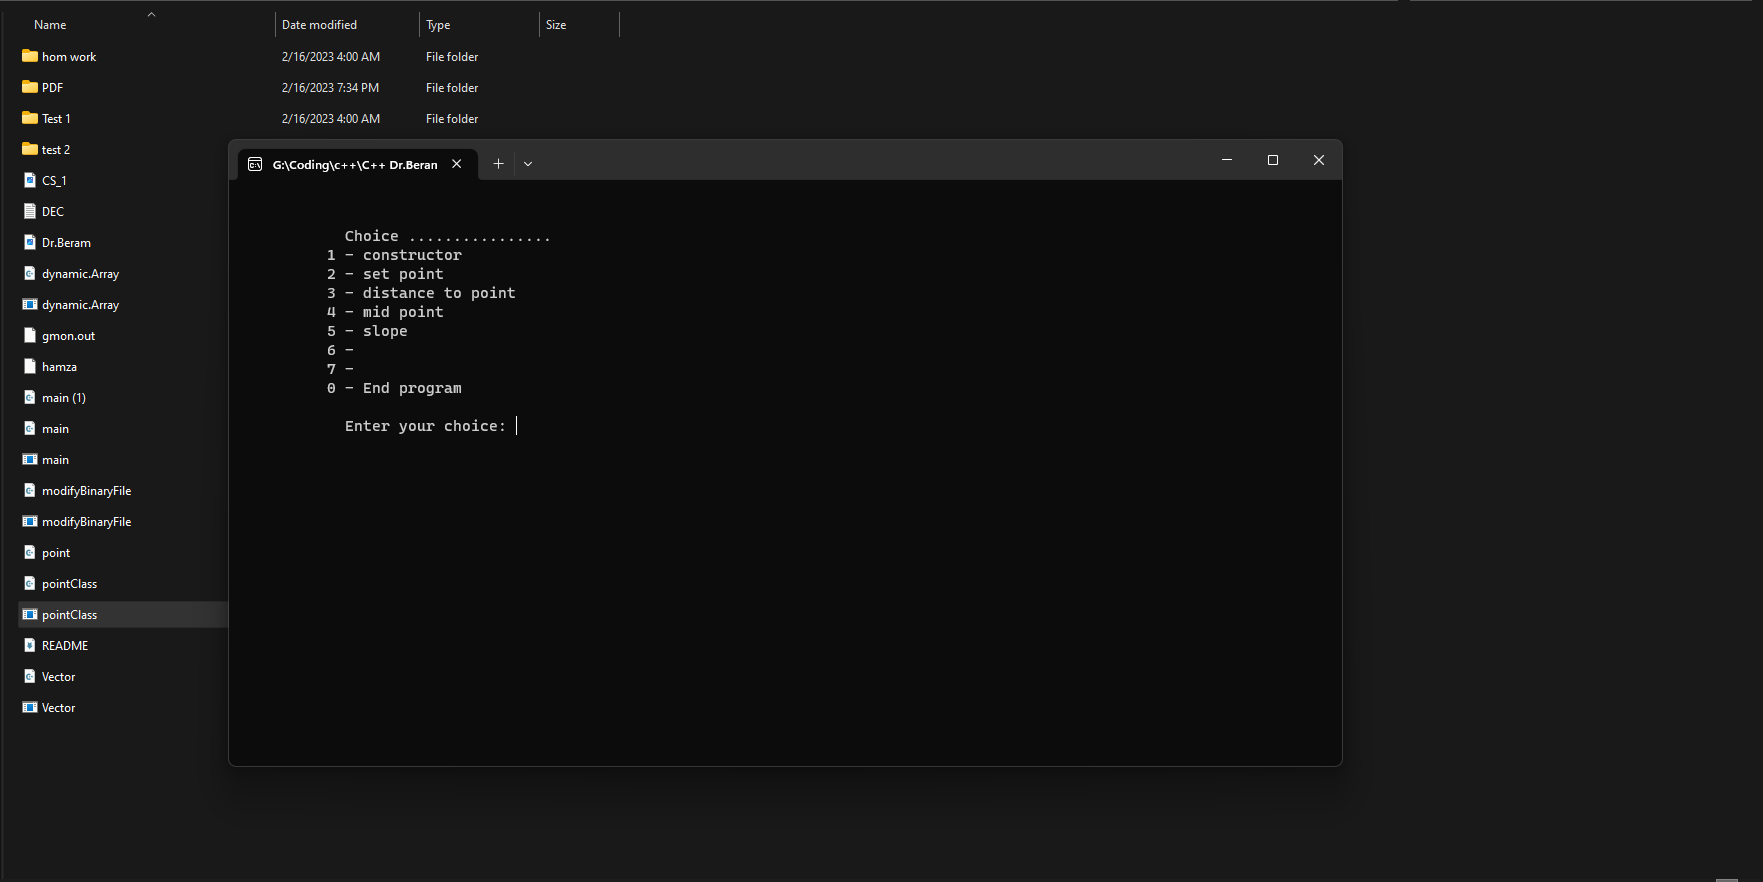 Name Date modified Type Size
hom work 2/16/2023 4:00 AM File folder
PDF 2/16/2023 7:34 PM File folder
Test 1 2/16/2023 4:00 AM File folder
test 2
CS_1
DEC
Dr.Beram
dynamic.Array
dynamic.Array
gmon.out
hamza
main (1)
main
main
modifyBinaryFile
modifyBinaryFile
point
pointClass
pointClass
README
Vector
Vector
G:\Coding\c++\C++ Dr.Beran
Choice ................
1 - constructor
2 - set point
3 - distance to point
4 - mid point
5 - slope
6 -
7 -
0 - End program
Enter your choice: